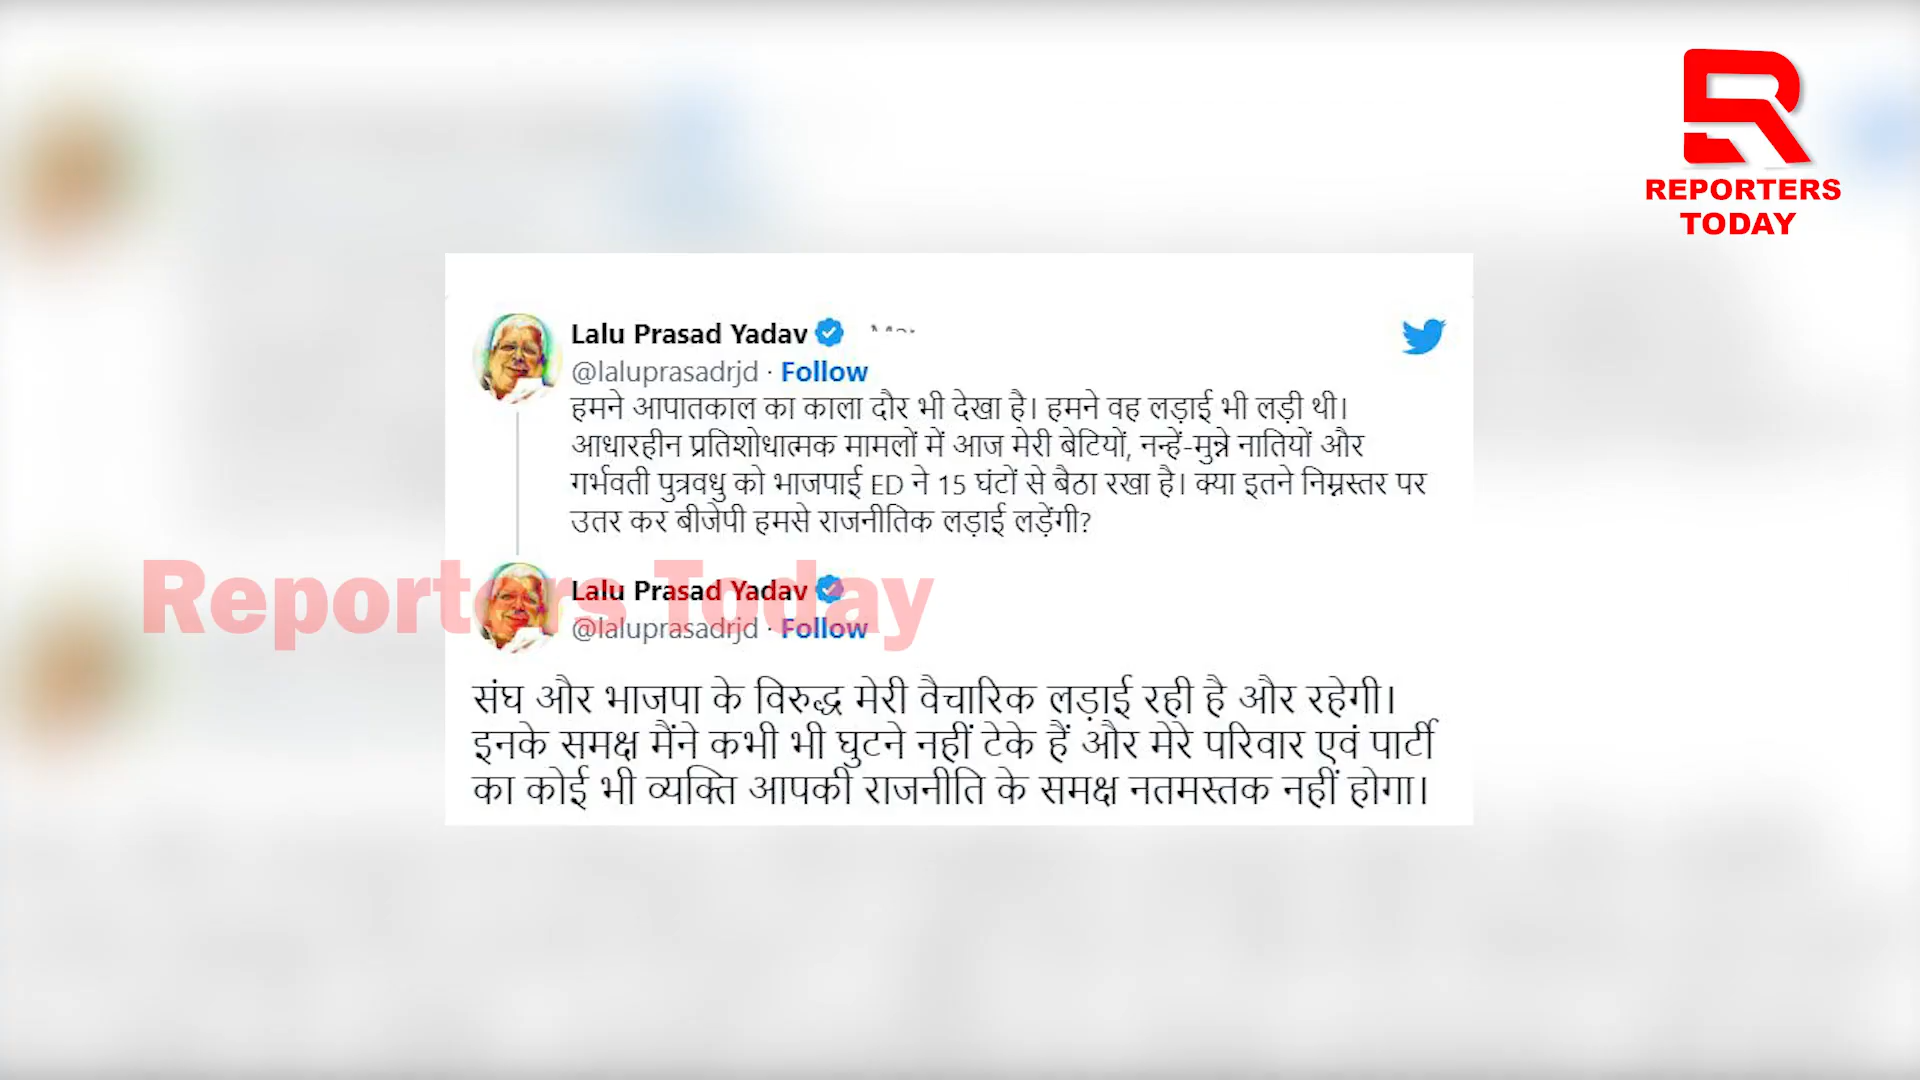 REPORTERS
TODAY
Lalu Prasad Yadav
@laluprasadrjd · Follow
हमने आपातकाल का काला दौर भी देखा है। हमने वह लड़ाई भी लड़ी थी।
आधारहीन प्रतिशोधात्मक मामलों में आज मेरी बेटियों, नन्हें-मुन्ने नातियों और
गर्भवती पुत्रवधु को भाजपाई ED ने 15 घंटों से बैठा रखा है। क्या इतने निम्नस्तर पर
उतर कर बीजेपी हमसे राजनीतिक लड़ाई लड़ेंगी?
Reporters Today
Lalu Prasad Yadav
@laluprasadrjd · Follow
संघ और भाजपा के विरुद्ध मेरी वैचारिक लड़ाई रही है और रहेगी।
इनके समक्ष मैंने कभी भी घुटने नहीं टेके हैं और मेरे परिवार एवं पार्टी
का कोई भी व्यक्ति आपकी राजनीति के समक्ष नतमस्तक नहीं होगा।